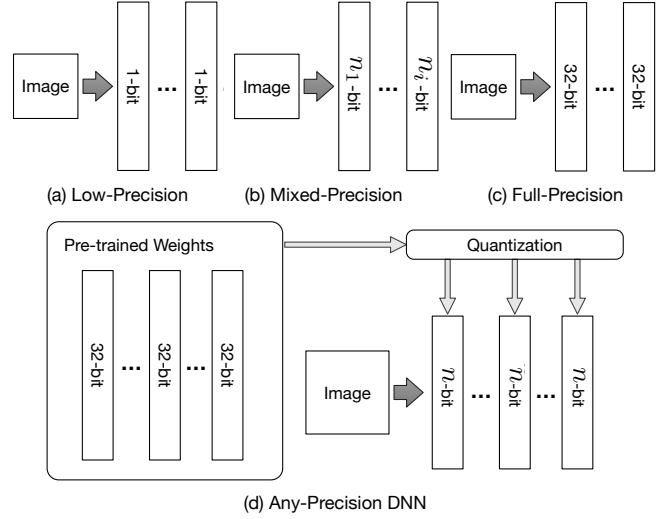 Image
1-bit
...
1-bit
Image
n₁-bit
...
nᵢ-bit
Image
32-bit
...
32-bit
(a) Low-Precision
(b) Mixed-Precision
(c) Full-Precision
Pre-trained Weights
Quantization
32-bit
...
32-bit
...
32-bit
Image
n-bit
...
n-bit
...
n-bit
(d) Any-Precision DNN